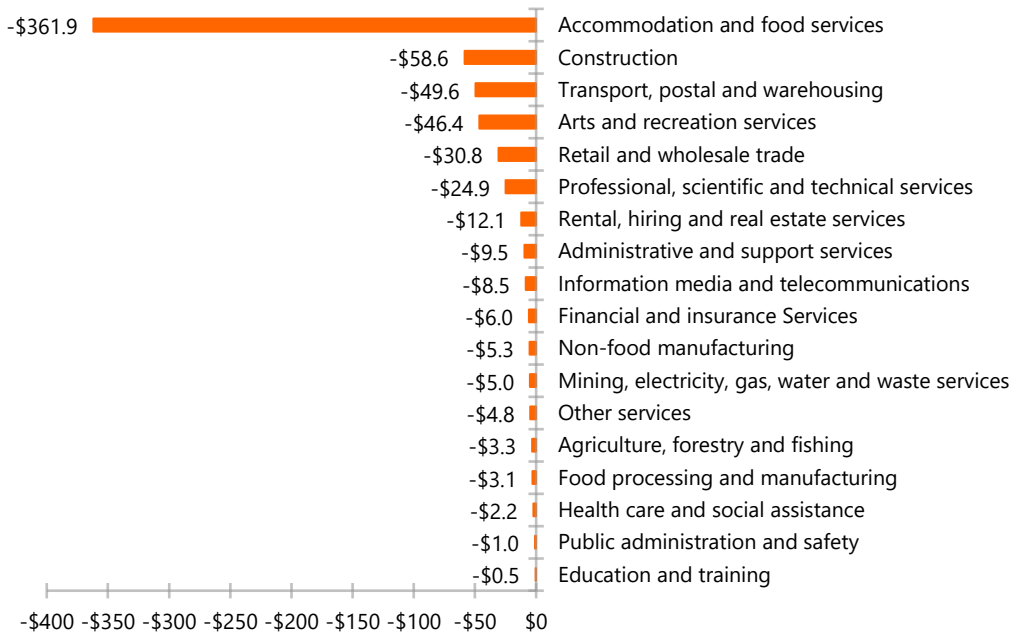 -$361.9 Accommodation and food services
-$58.6 Construction
-$49.6 Transport, postal and warehousing
-$46.4 Arts and recreation services
-$30.8 Retail and wholesale trade
-$24.9 Professional, scientific and technical services
-$12.1 Rental, hiring and real estate services
-$9.5 Administrative and support services
-$8.5 Information media and telecommunications
-$6.0 Financial and insurance Services
-$5.3 Non-food manufacturing
-$5.0 Mining, electricity, gas, water and waste services
-$4.8 Other services
-$3.3 Agriculture, forestry and fishing
-$3.1 Food processing and manufacturing
-$2.2 Health care and social assistance
-$1.0 Public administration and safety
-$0.5 Education and training
-$400 -$350 -$300 -$250 -$200 -$150 -$100 -$50 $0